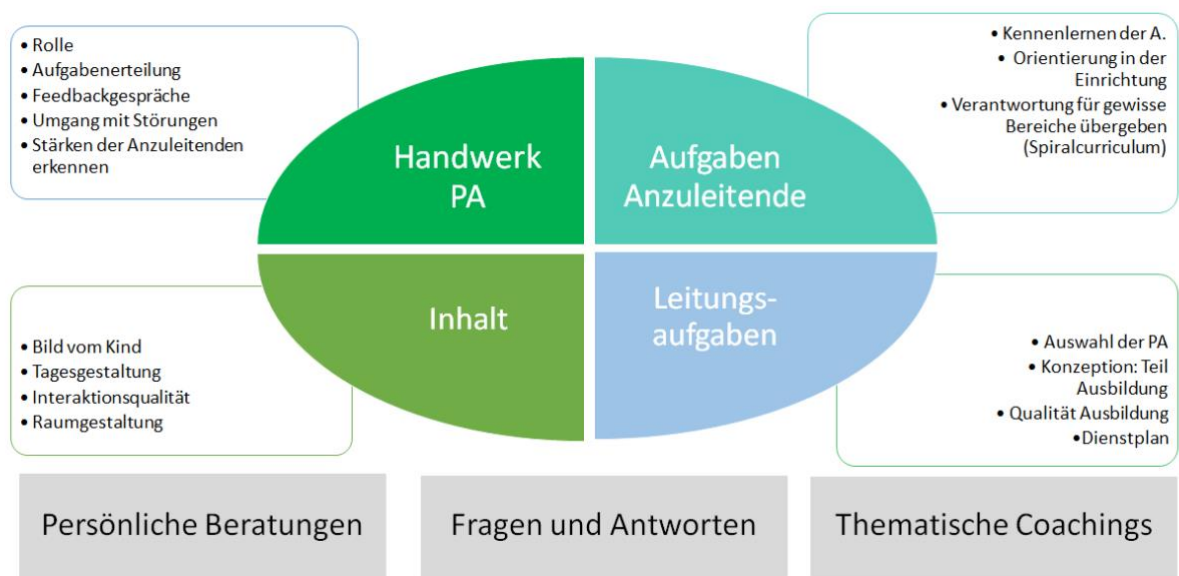 • Rolle
• Aufgabenerteilung
• Feedbackgespräche
• Umgang mit Störungen
• Stärken der Anzuleitenden
erkennen
Handwerk
PA
Aufgaben
Anzuleitende
• Kennenlernen der A.
• Orientierung in der
Einrichtung
• Verantwortung für gewisse
Bereiche übergeben
(Spiralcurriculum)
• Bild vom Kind
• Tagesgestaltung
• Interaktionsqualität
• Raumgestaltung
Inhalt
Leitungs-
aufgaben
• Auswahl der PA
• Konzeption: Teil
Ausbildung
• Qualität Ausbildung
•Dienstplan
Persönliche Beratungen
Fragen und Antworten
Thematische Coachings